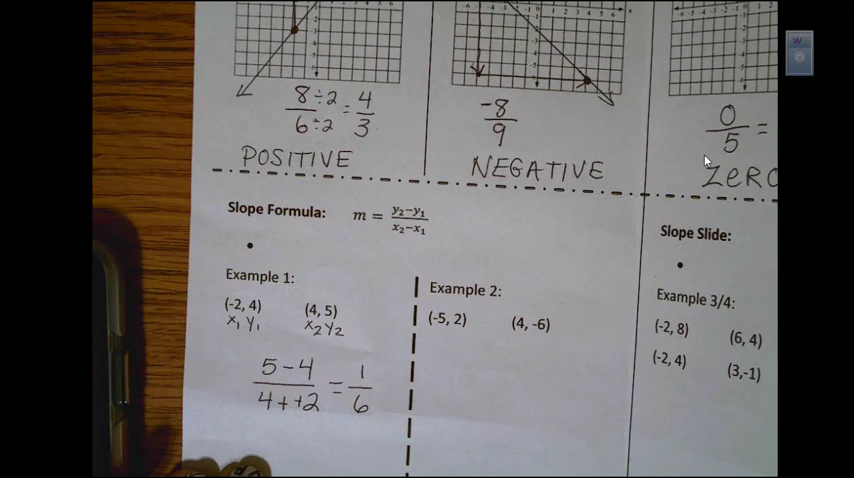 8÷2 = 4
6÷2 3
-8
9
0 =
5
POSITIVE
NEGATIVE
ZERO
Slope Formula: m = y₂−y₁
x₂−x₁
Slope Slide:
Example 1:
Example 2:
Example 3/4:
(-2, 4) (4, 5)
x₁ y₁ x₂ y₂
(-5, 2) (4, -6)
(-2, 8) (6, 4)
(-2, 4) (3,-1)
5-4 = 1
4++2 6
W